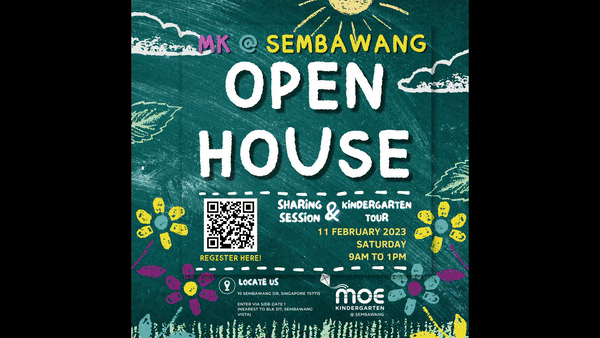 MK @ SEMBAWANG
OPEN
HOUSE
SHARING
SESSION
&
KINDERGARTEN
TOUR
11 FEBRUARY 2023
SATURDAY
9AM TO 1PM
REGISTER HERE!
LOCATE US
10 SEMBAWANG DR, SINGAPORE 757715
ENTER VIA SIDE GATE 1
(NEAREST TO BLK 317, SEMBAWANG
VISTA)
MOE
KINDERGARTEN
@ SEMBAWANG